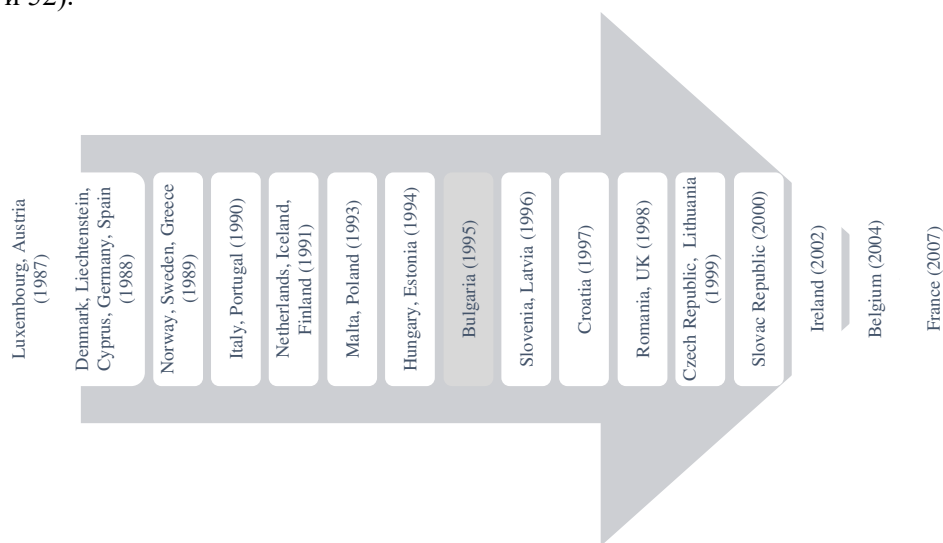 и 52).
Luxembourg, Austria
(1987)
Denmark, Liechtenstein,
Cyprus, Germany, Spain
(1988)
Norway, Sweden, Greece
(1989)
Italy, Portugal (1990)
Netherlands, Iceland,
Finland (1991)
Malta, Poland (1993)
Hungary, Estonia (1994)
Bulgaria (1995)
Slovenia, Latvia (1996)
Croatia (1997)
Romania, UK (1998)
Czech Republic, Lithuania
(1999)
Slovac Republic (2000)
Ireland (2002)
Belgium (2004)
France (2007)